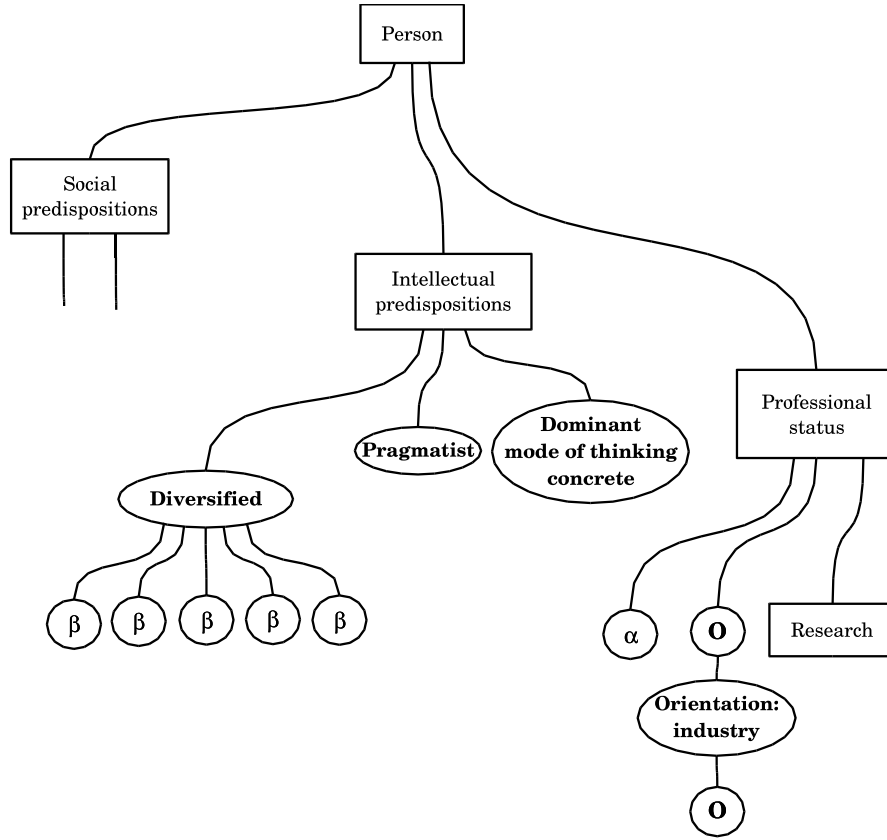 Person
Social
predispositions
Intellectual
predispositions
Professional
status
Pragmatist
Dominant
mode of thinking
concrete
Diversified
β
β
β
β
β
α
O
Research
Orientation:
industry
O